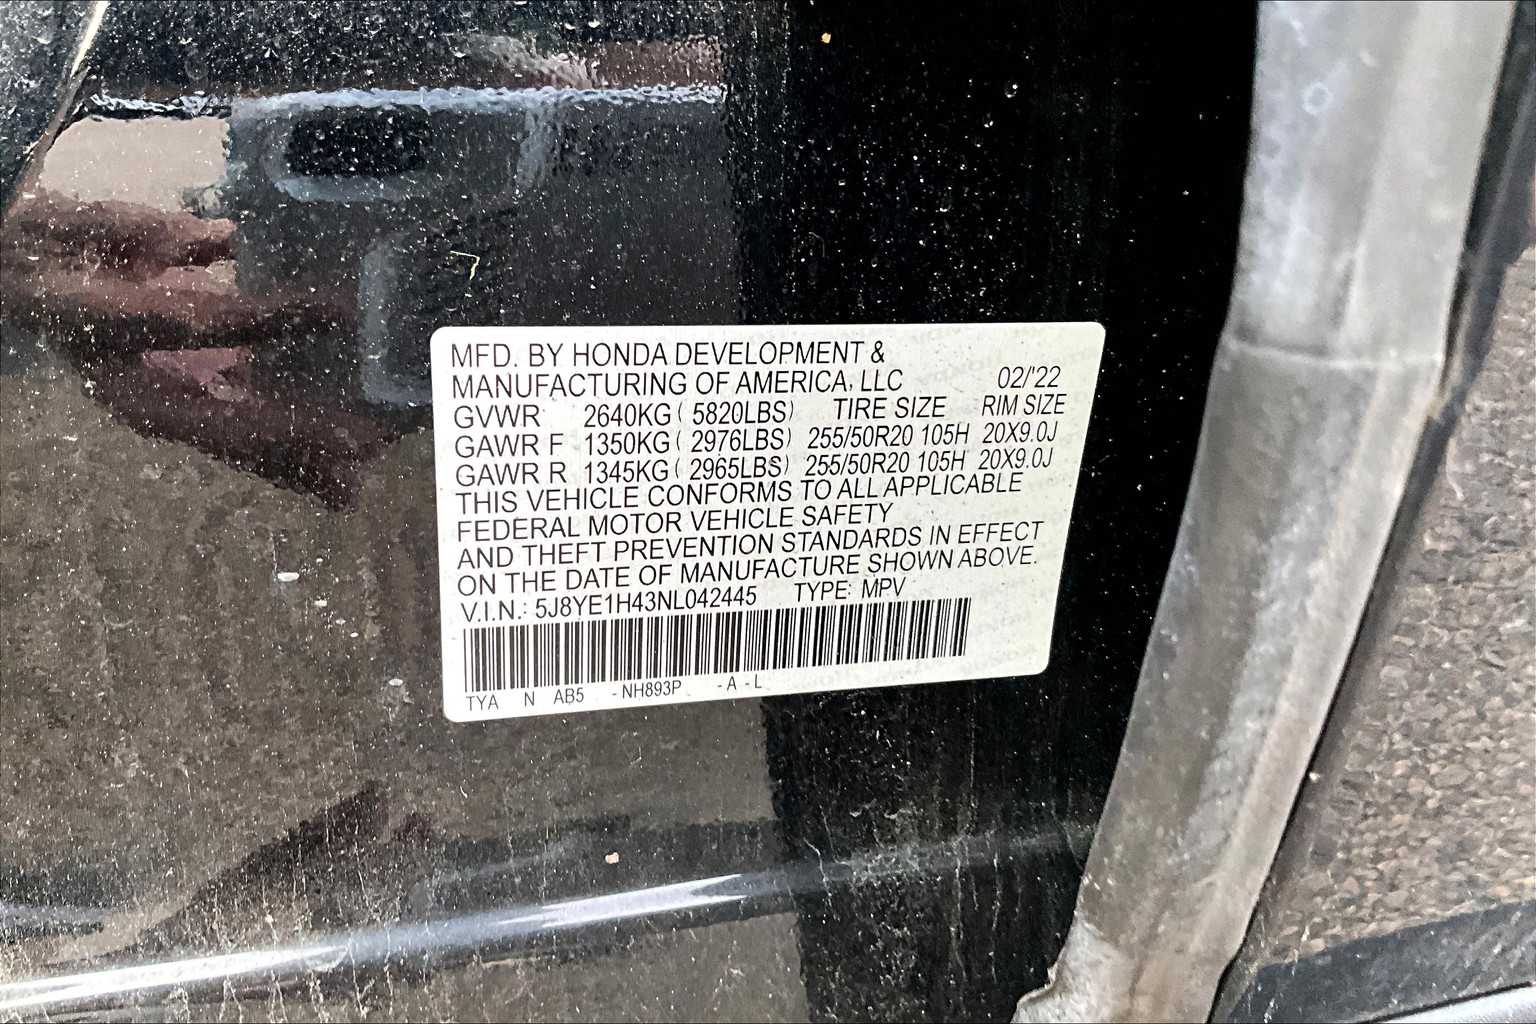 MFD. BY HONDA DEVELOPMENT &
MANUFACTURING OF AMERICA, LLC 02/'22
GVWR 2640KG ( 5820LBS) TIRE SIZE RIM SIZE
GAWR F 1350KG ( 2976LBS) 255/50R20 105H 20X9.0J
GAWR R 1345KG ( 2965LBS) 255/50R20 105H 20X9.0J
THIS VEHICLE CONFORMS TO ALL APPLICABLE
FEDERAL MOTOR VEHICLE SAFETY
AND THEFT PREVENTION STANDARDS IN EFFECT
ON THE DATE OF MANUFACTURE SHOWN ABOVE.
V.I.N.: 5J8YE1H43NL042445 TYPE: MPV
TYA N AB5 -NH893P -A -L